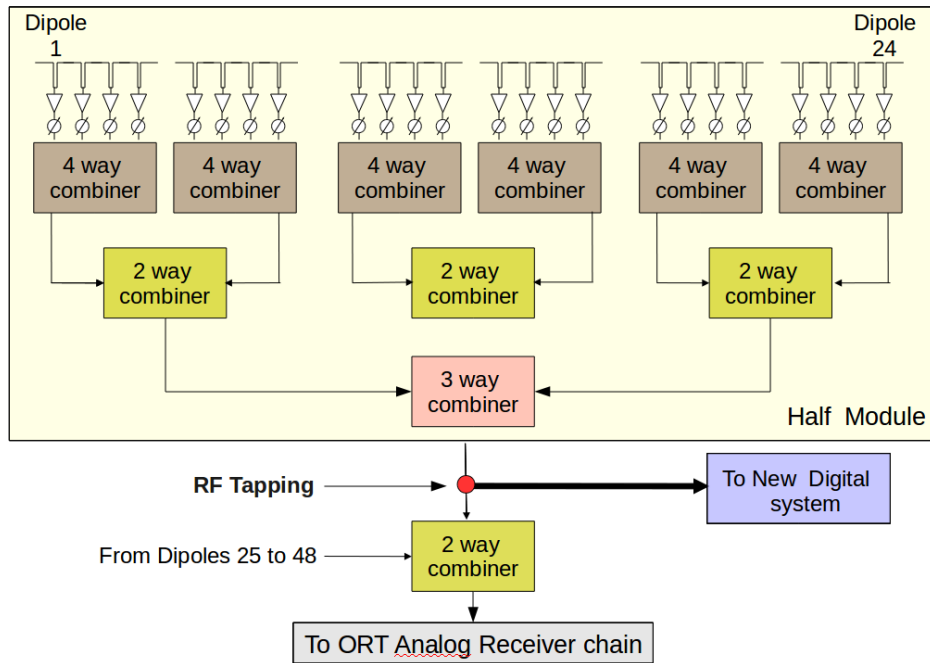 Dipole
1
Dipole
24
4 way
combiner
4 way
combiner
4 way
combiner
4 way
combiner
4 way
combiner
4 way
combiner
2 way
combiner
2 way
combiner
2 way
combiner
3 way
combiner
Half Module
RF Tapping
To New Digital
system
From Dipoles 25 to 48
2 way
combiner
To ORT Analog Receiver chain